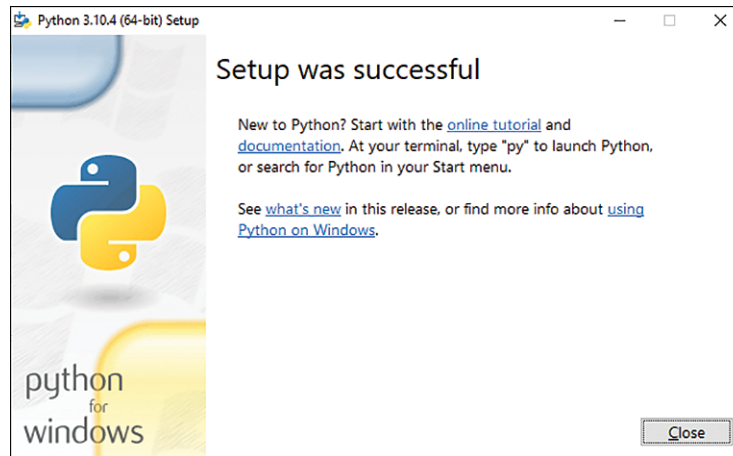 Python 3.10.4 (64-bit) Setup
Setup was successful
New to Python? Start with the online tutorial and
documentation. At your terminal, type "py" to launch Python,
or search for Python in your Start menu.
See what's new in this release, or find more info about using
Python on Windows.
python
for
windows
Close